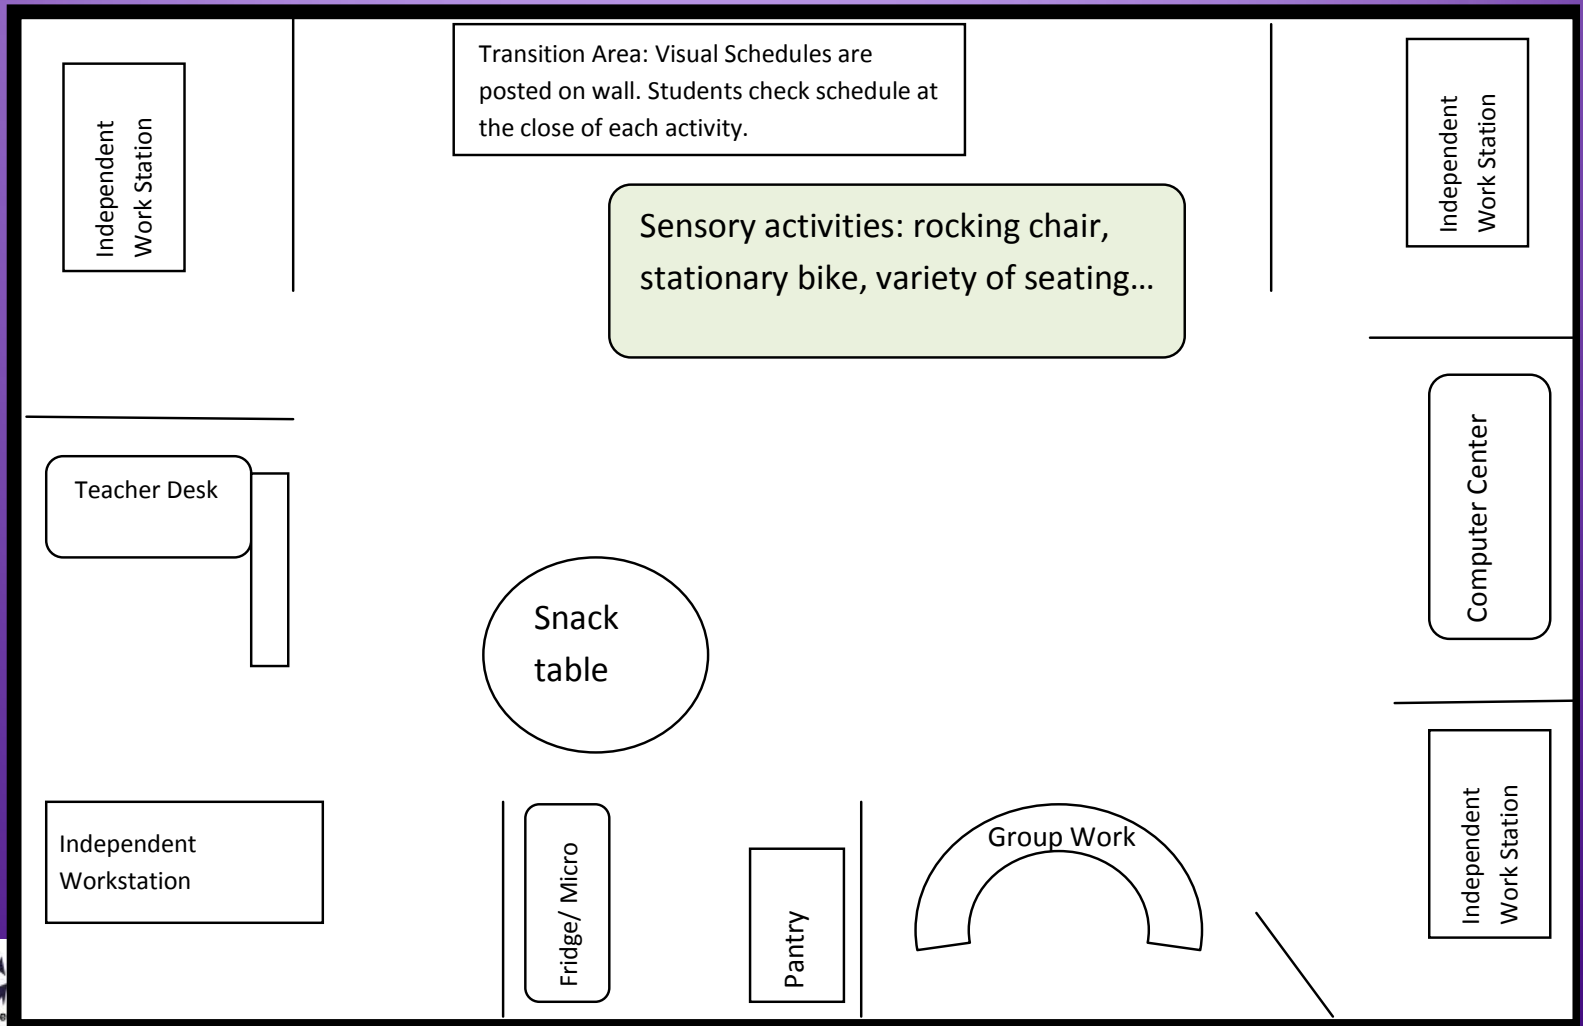 Transition Area: Visual Schedules are
posted on wall. Students check schedule at
the close of each activity.
Independent
Work Station
Independent
Work Station
Sensory activities: rocking chair,
stationary bike, variety of seating…
Teacher Desk
Computer Center
Snack
table
Independent
Workstation
Fridge/ Micro
Pantry
Group Work
Independent
Work Station